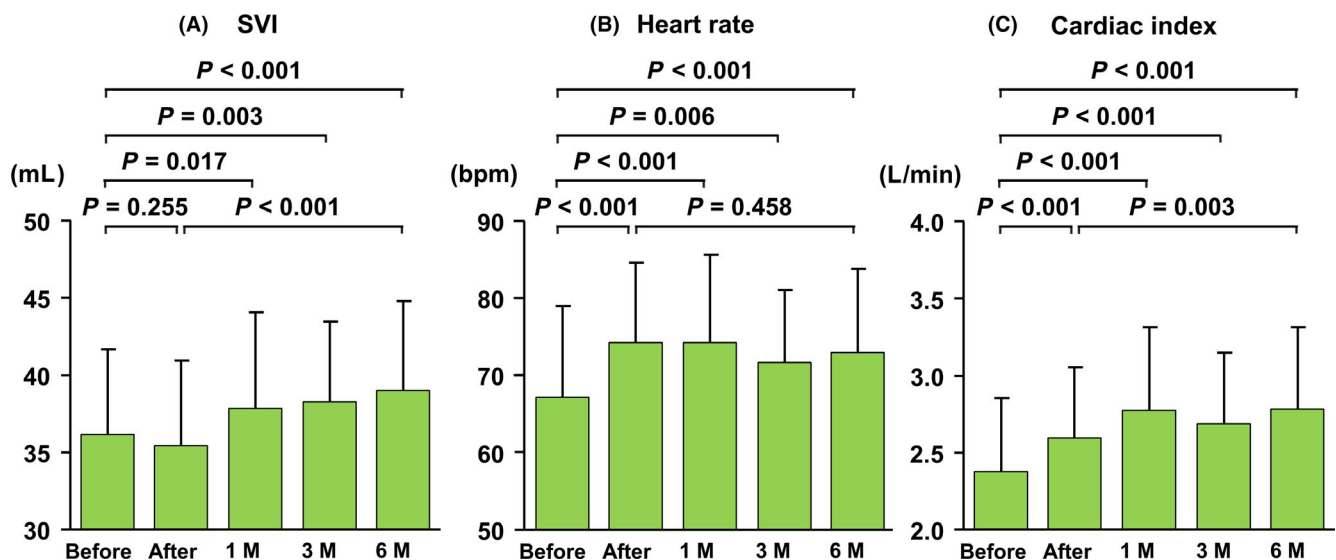 (A) SVI
P < 0.001
P = 0.003
P = 0.017
(mL)
P = 0.255 P < 0.001
50
45
40
35
30
Before After 1 M 3 M 6 M
(B) Heart rate
P < 0.001
P = 0.006
P < 0.001
(bpm)
P < 0.001 P = 0.458
90
80
70
60
50
Before After 1 M 3 M 6 M
(C) Cardiac index
P < 0.001
P < 0.001
P < 0.001
(L/min)
P < 0.001 P = 0.003
4.0
3.5
3.0
2.5
2.0
Before After 1 M 3 M 6 M